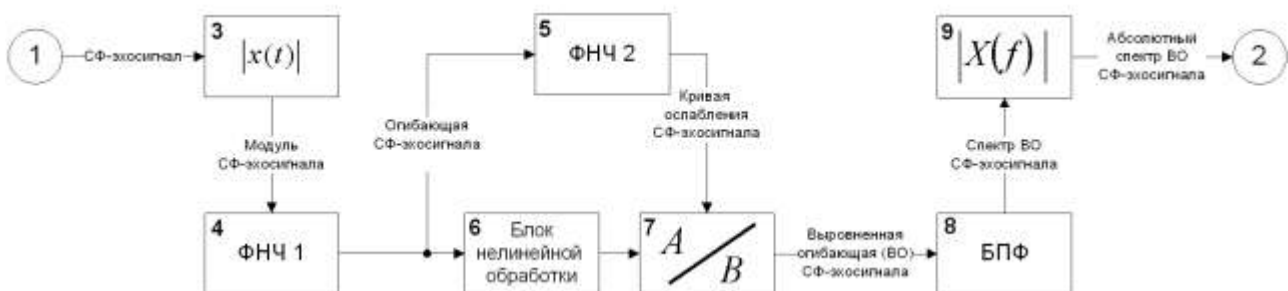 1
СФ-эхосигнал
3
|x(t)|
Модуль
СФ-эхосигнала
4
ФНЧ 1
Огибающая
СФ-эхосигнала
5
ФНЧ 2
Кривая
ослабления
СФ-эхосигнала
6
Блок
нелинейной
обработки
7
A
B
Выровненная
огибающая (ВО)
СФ-эхосигнала
8
БПФ
Спектр ВО
СФ-эхосигнала
9
|X(f)|
Абсолютный
спектр ВО
СФ-эхосигнала
2